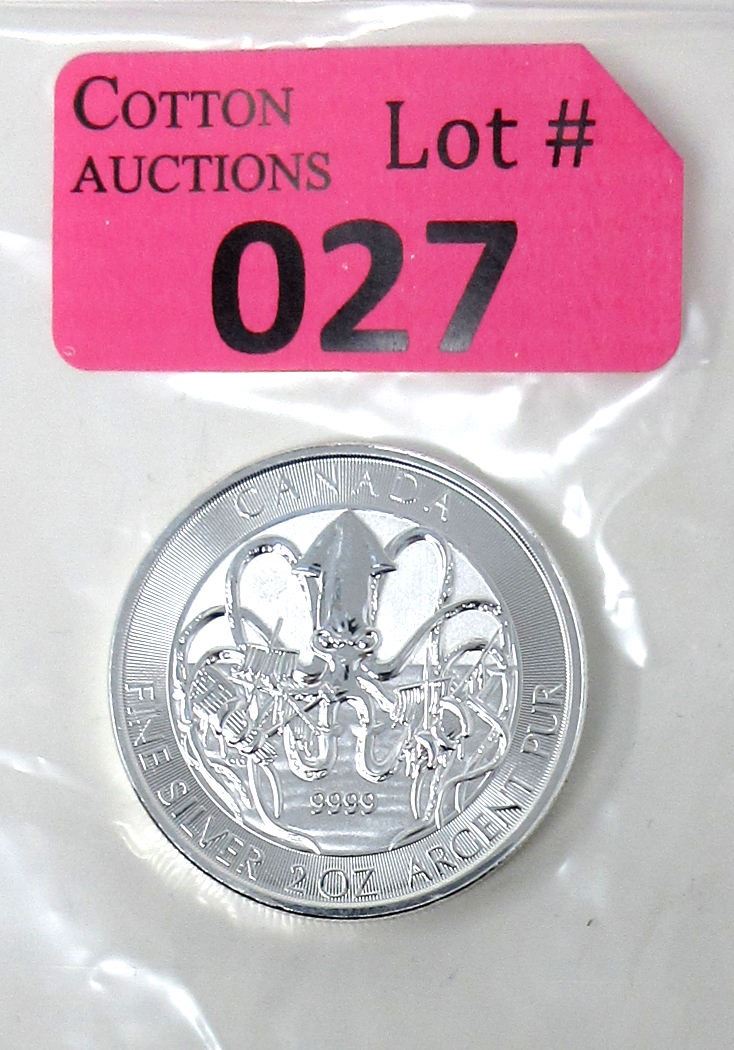 COTTON
AUCTIONS
Lot #
027
CANADA
9999
FINE SILVER 2 OZ ARGENT PUR